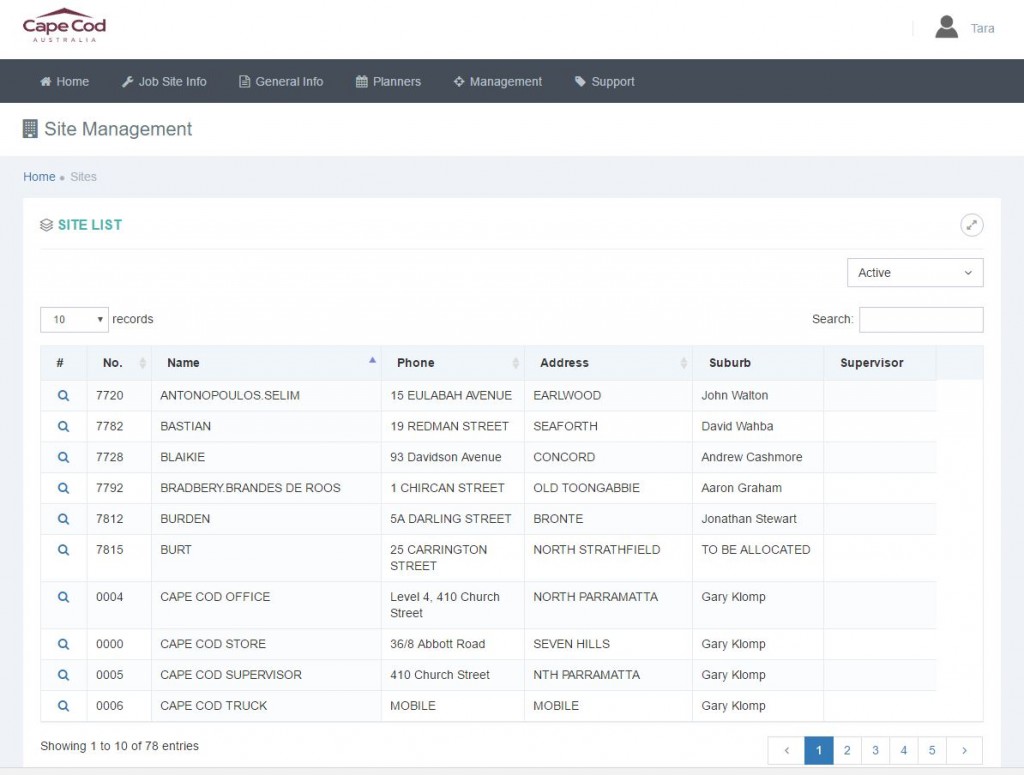 Cape Cod
AUSTRALIA
Tara
Home Job Site Info General Info Planners Management Support
Site Management
Home Sites
SITE LIST
Active
10 records Search:
# No. Name Phone Address Suburb Supervisor
7720 ANTONOPOULOS.SELIM 15 EULABAH AVENUE EARLWOOD John Walton
7782 BASTIAN 19 REDMAN STREET SEAFORTH David Wahba
7728 BLAIKIE 93 Davidson Avenue CONCORD Andrew Cashmore
7792 BRADBERY.BRANDES DE ROOS 1 CHIRCAN STREET OLD TOONGABBIE Aaron Graham
7812 BURDEN 5A DARLING STREET BRONTE Jonathan Stewart
7815 BURT 25 CARRINGTON NORTH STRATHFIELD TO BE ALLOCATED
STREET
0004 CAPE COD OFFICE Level 4, 410 Church NORTH PARRAMATTA Gary Klomp
Street
0000 CAPE COD STORE 36/8 Abbott Road SEVEN HILLS Gary Klomp
0005 CAPE COD SUPERVISOR 410 Church Street NTH PARRAMATTA Gary Klomp
0006 CAPE COD TRUCK MOBILE MOBILE Gary Klomp
Showing 1 to 10 of 78 entries
‹ 1 2 3 4 5 ›